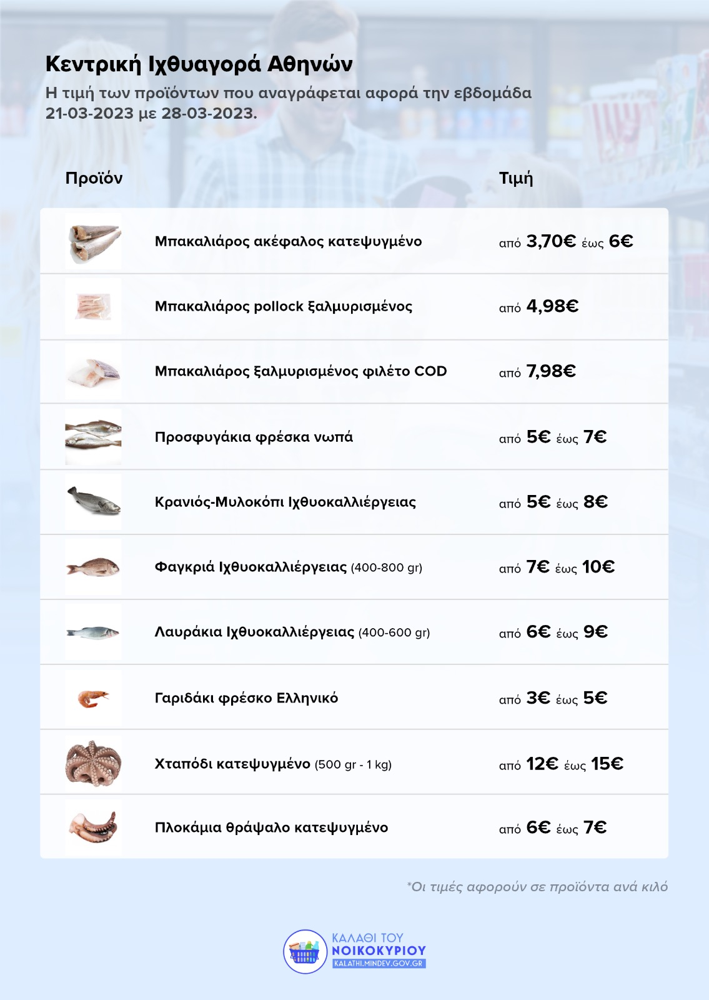 Κεντρική Ιχθυαγορά Αθηνών
Η τιμή των προϊόντων που αναγράφεται αφορά την εβδομάδα
21-03-2023 με 28-03-2023.
Προϊόν Τιμή
Μπακαλιάρος ακέφαλος κατεψυγμένο από 3,70€ έως 6€
Μπακαλιάρος pollock ξαλμυρισμένος από 4,98€
Μπακαλιάρος ξαλμυρισμένος φιλέτο COD από 7,98€
Προσφυγάκια φρέσκα νωπά από 5€ έως 7€
Κρανιός-Μυλοκόπι Ιχθυοκαλλιέργειας από 5€ έως 8€
Φαγκριά Ιχθυοκαλλιέργειας (400-800 gr) από 7€ έως 10€
Λαυράκια Ιχθυοκαλλιέργειας (400-600 gr) από 6€ έως 9€
Γαριδάκι φρέσκο Ελληνικό από 3€ έως 5€
Χταπόδι κατεψυγμένο (500 gr - 1 kg) από 12€ έως 15€
Πλοκάμια θράψαλο κατεψυγμένο από 6€ έως 7€
*Οι τιμές αφορούν σε προϊόντα ανά κιλό
ΚΑΛΑΘΙ ΤΟΥ
ΝΟΙΚΟΚΥΡΙΟΥ
KALATHI.MINDEV.GOV.GR